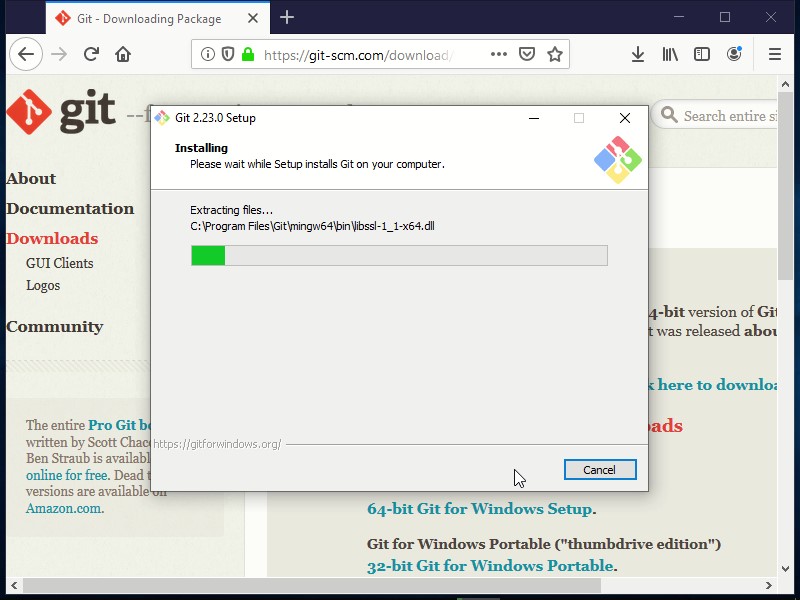 Git - Downloading Package
https://git-scm.com/download/
git
Search entire si
Git 2.23.0 Setup
Installing
Please wait while Setup installs Git on your computer.
Extracting files...
C:\Program Files\Git\mingw64\bin\libssl-1_1-x64.dll
https://gitforwindows.org/
Cancel
About
Documentation
Downloads
GUI Clients
Logos
Community
The entire Pro Git bo
written by Scott Chaco
Ben Straub is availabl
online for free. Dead t
versions are available on
Amazon.com.
4-bit version of Git
t was released abou
k here to downloa
ads
64-bit Git for Windows Setup.
Git for Windows Portable ("thumbdrive edition")
32-bit Git for Windows Portable.